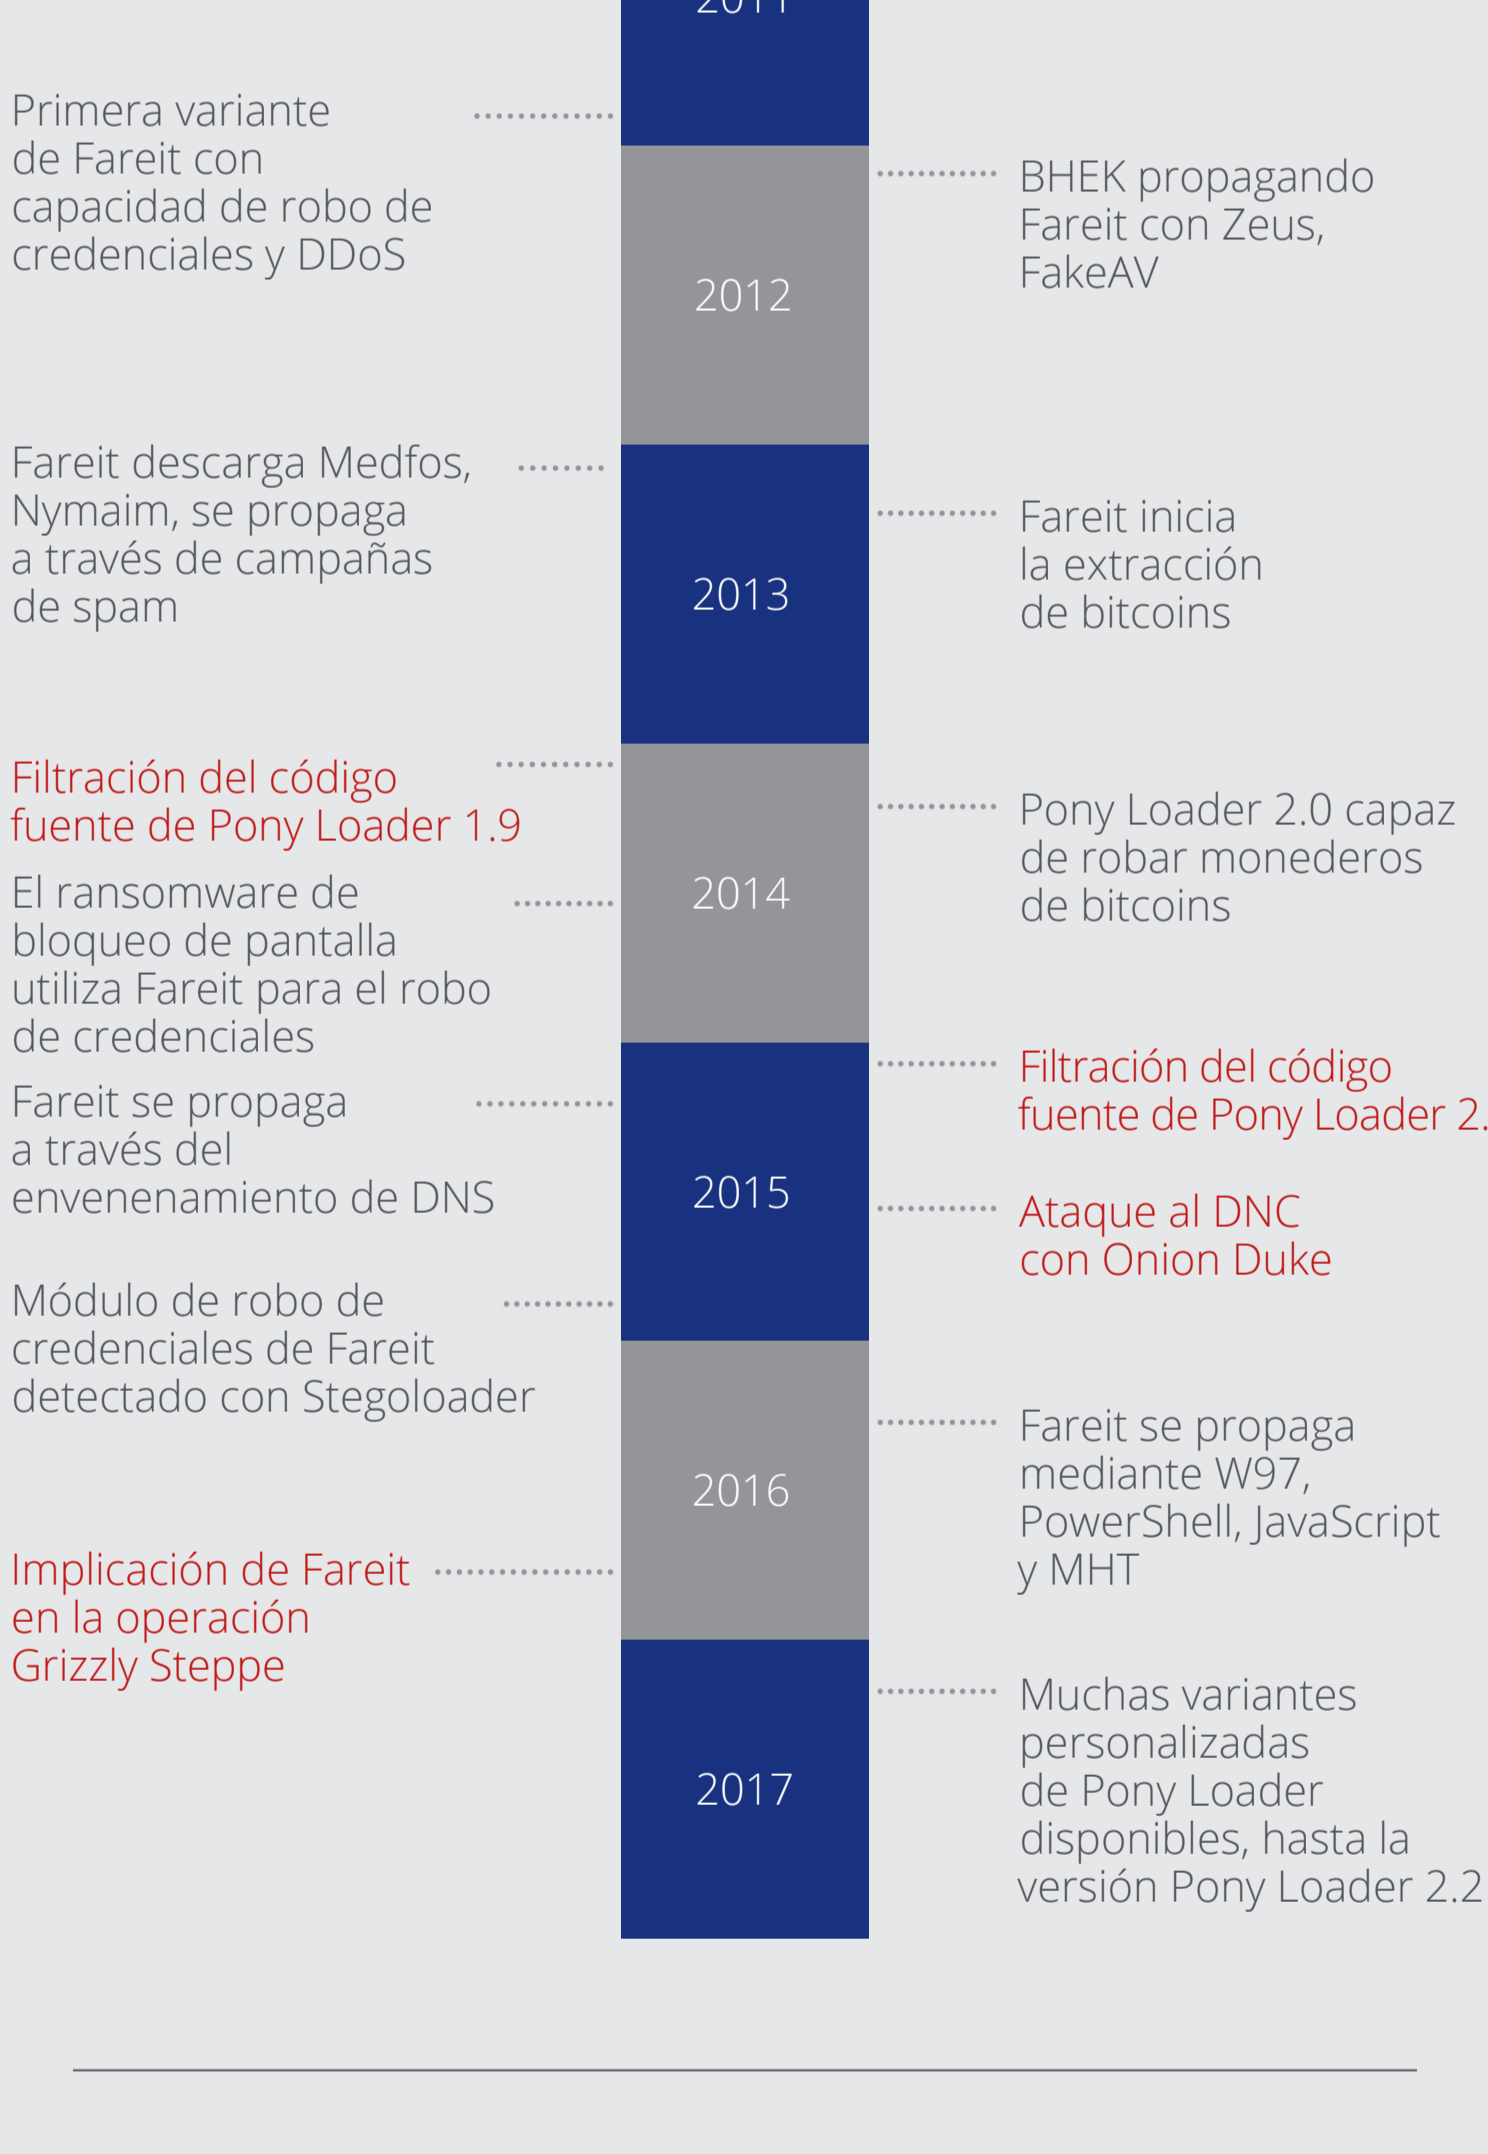 2011
Primera variante
de Fareit con
capacidad de robo de
credenciales y DDoS
BHEK propagando
Fareit con Zeus,
FakeAV
2012
Fareit descarga Medfos,
Nymaim, se propaga
a través de campañas
de spam
Fareit inicia
la extracción
de bitcoins
2013
Filtración del código
fuente de Pony Loader 1.9
Pony Loader 2.0 capaz
de robar monederos
de bitcoins
2014
El ransomware de
bloqueo de pantalla
utiliza Fareit para el robo
de credenciales
Filtración del código
fuente de Pony Loader 2.
Fareit se propaga
a través del
envenenamiento de DNS
2015
Ataque al DNC
con Onion Duke
Módulo de robo de
credenciales de Fareit
detectado con Stegoloader
Fareit se propaga
mediante W97,
PowerShell, JavaScript
y MHT
2016
Implicación de Fareit
en la operación
Grizzly Steppe
Muchas variantes
personalizadas
de Pony Loader
disponibles, hasta la
versión Pony Loader 2.2
2017